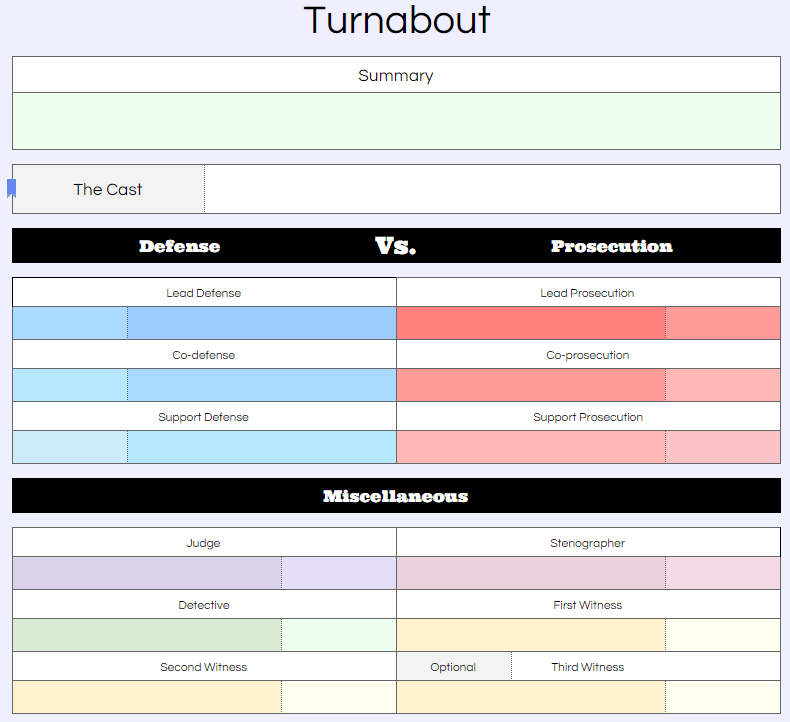 Turnabout
Summary
The Cast
Defense Vs. Prosecution
Lead Defense Lead Prosecution
Co-defense Co-prosecution
Support Defense Support Prosecution
Miscellaneous
Judge Stenographer
Detective First Witness
Second Witness Optional Third Witness